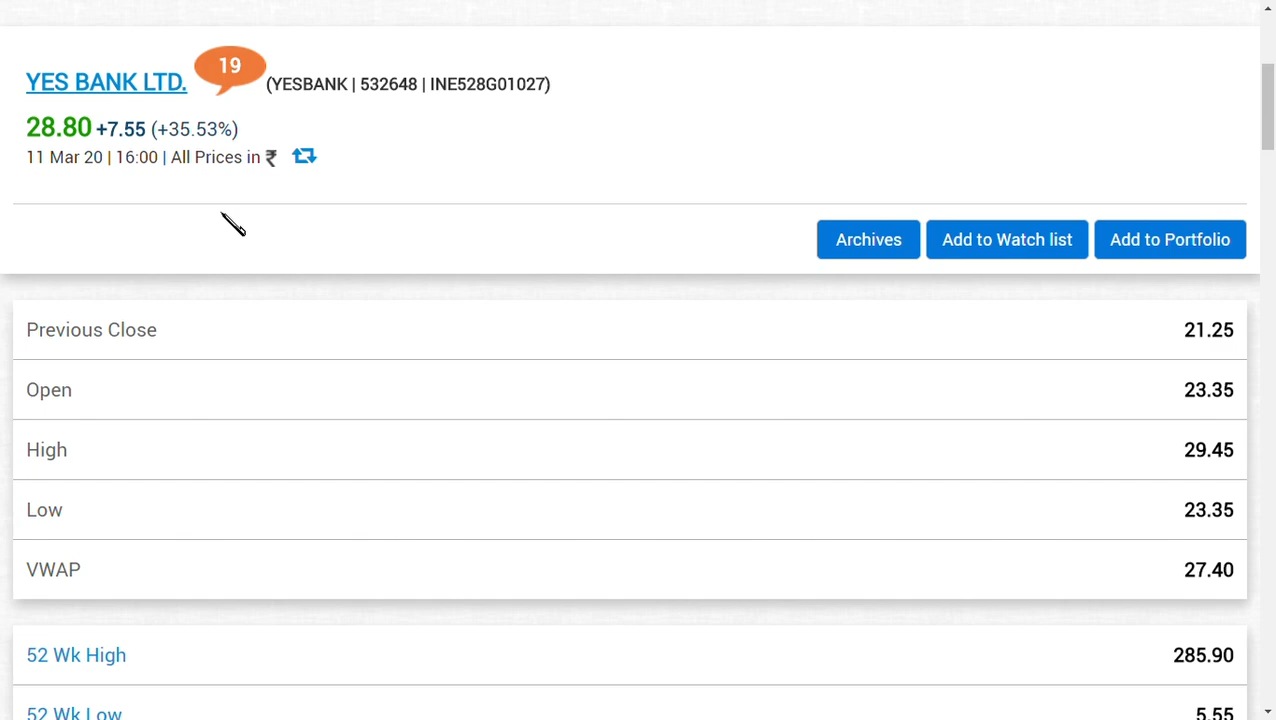 YES BANK LTD. 19 (YESBANK | 532648 | INE528G01027)
28.80 +7.55 (+35.53%)
11 Mar 20 | 16:00 | All Prices in ₹
Archives Add to Watch list Add to Portfolio
Previous Close 21.25
Open 23.35
High 29.45
Low 23.35
VWAP 27.40
52 Wk High 285.90
52 Wk Low 5.55